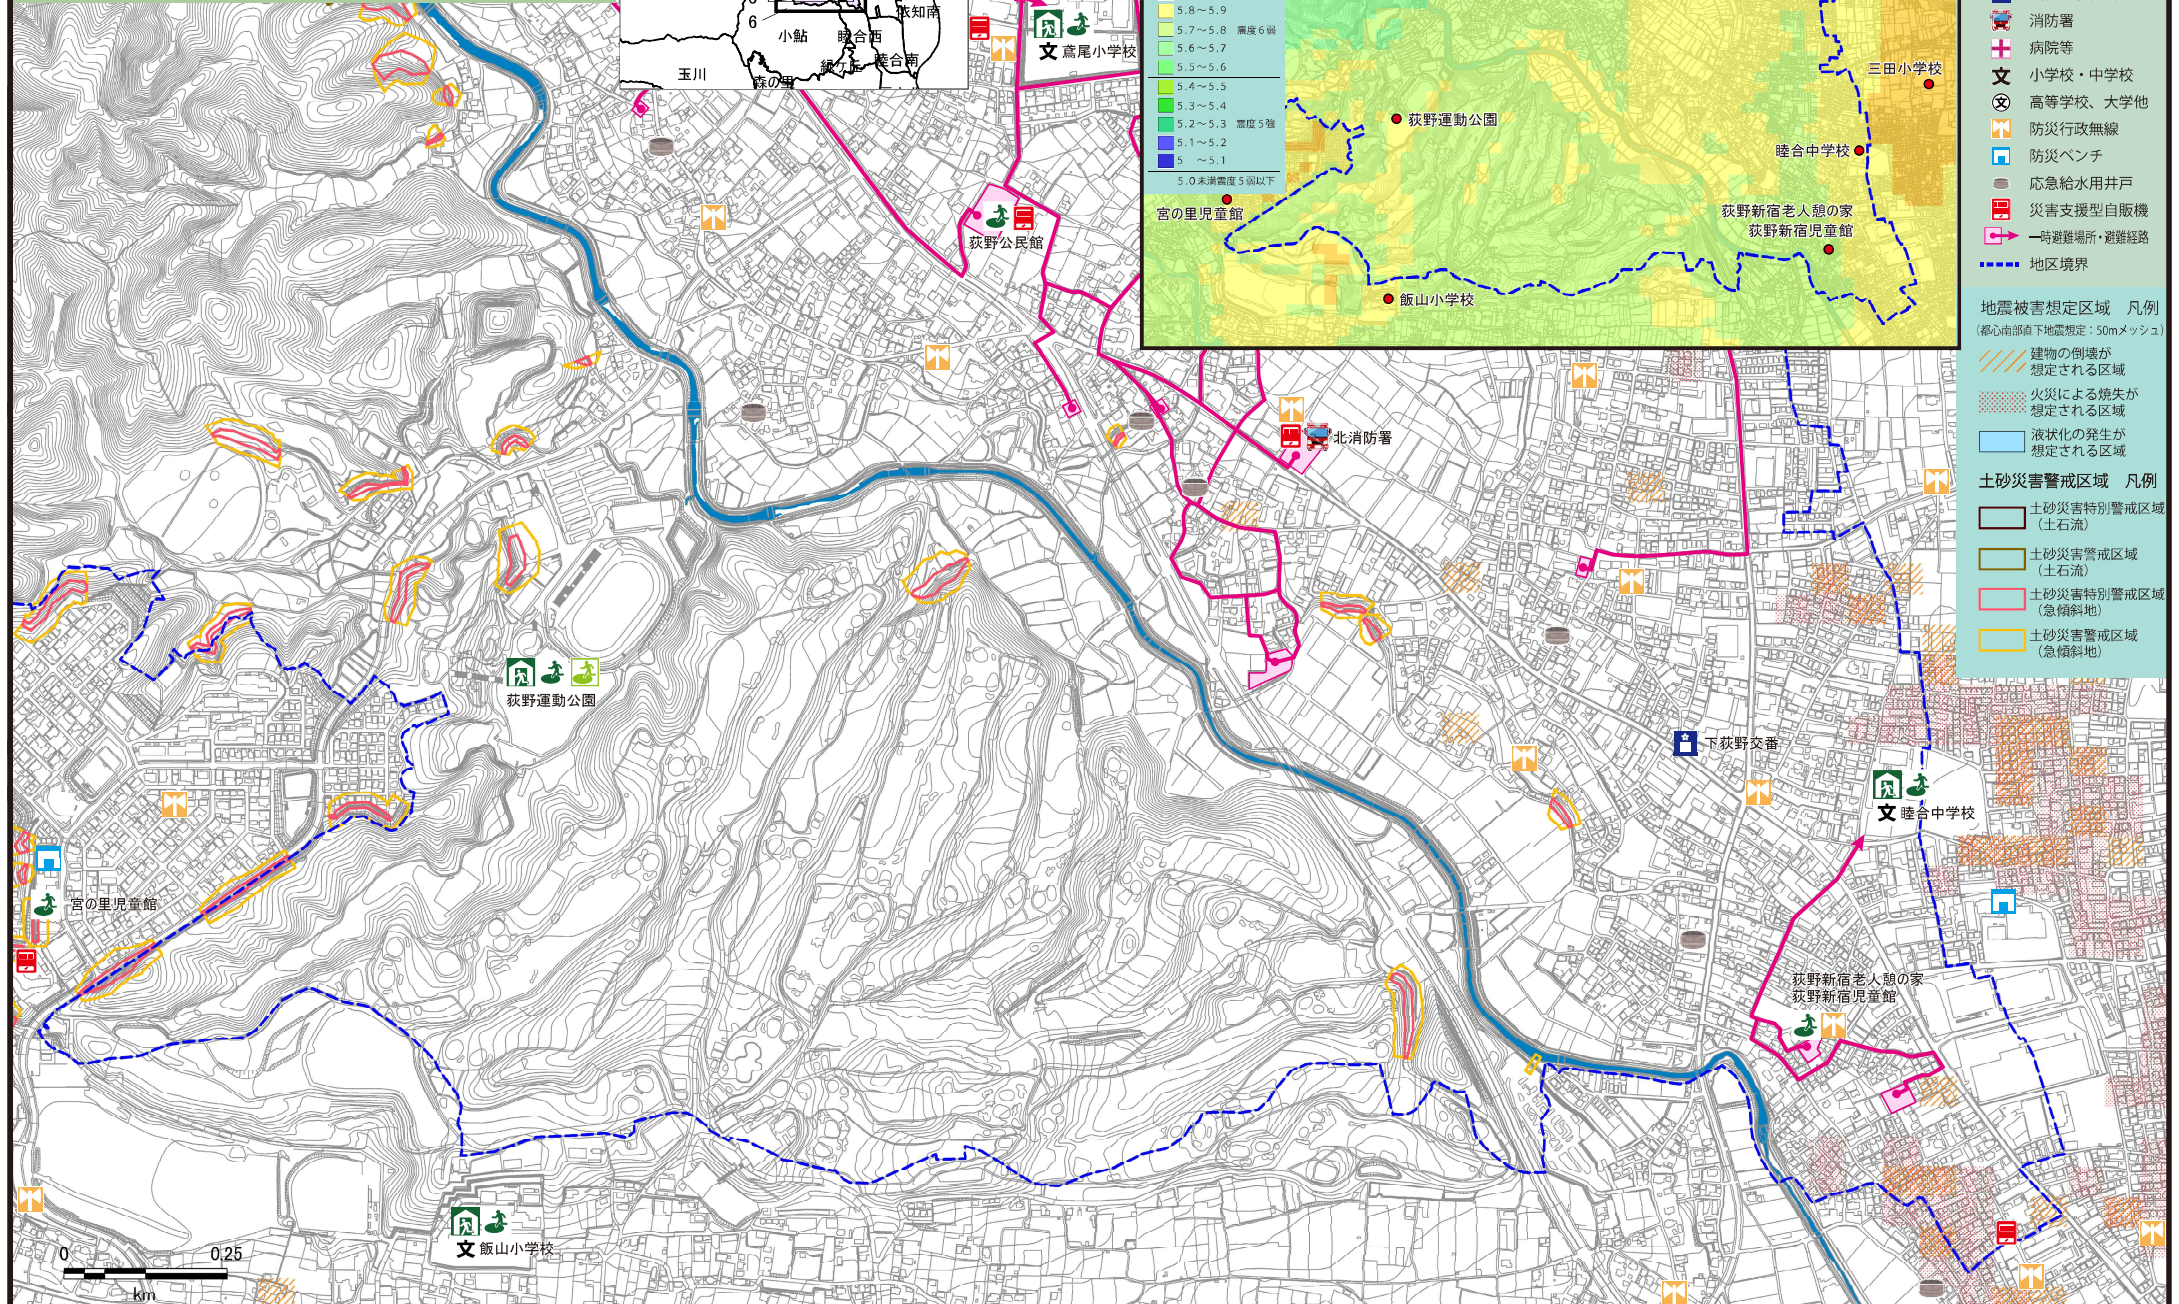 6
小鮎
睦合西
依知南
緑ケ丘
睦合南
玉川
森の里
鳶尾小学校
荻野公民館
北消防署
荻野運動公園
下荻野交番
睦合中学校
宮の里児童館
荻野新宿老人憩の家
荻野新宿児童館
飯山小学校
0
0.25
km
5.8～5.9
5.7～5.8 震度6弱
5.6～5.7
5.5～5.6
5.4～5.5
5.3～5.4
5.2～5.3 震度5強
5.1～5.2
5 ～5.1
5.0未満震度5弱以下
三田小学校
荻野運動公園
睦合中学校
宮の里児童館
荻野新宿老人憩の家
荻野新宿児童館
飯山小学校
消防署
病院等
小学校・中学校
高等学校、大学他
防災行政無線
防災ベンチ
応急給水用井戸
災害支援型自販機
一時避難場所・避難経路
地区境界
地震被害想定区域 凡例
(都心南部直下地震想定：50mメッシュ)
建物の倒壊が
想定される区域
火災による焼失が
想定される区域
液状化の発生が
想定される区域
土砂災害警戒区域 凡例
土砂災害特別警戒区域
（土石流）
土砂災害警戒区域
（土石流）
土砂災害特別警戒区域
（急傾斜地）
土砂災害警戒区域
（急傾斜地）